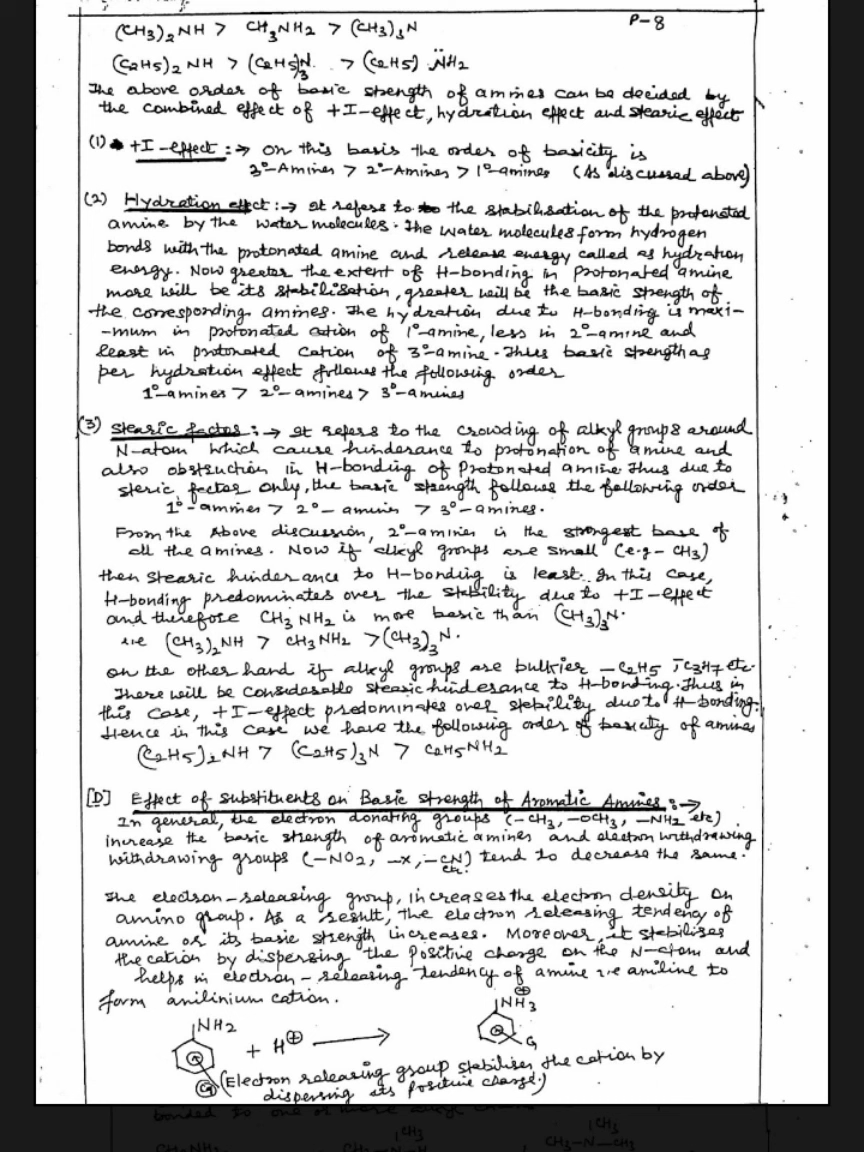 P-8
(CH3)2NH > CH3NH2 > (CH3)3N
(C2H5)2NH > (C2H5)3N > (C2H5)N̈H2
The above order of basic strength of amines can be decided by
the combined effect of +I-effect, hydration effect and stearic effect
(1) +I-effect :⇒ On this basis the order of basicity is
3°-Amines > 2°-Amines > 1°-amines (As discussed above)
(2) Hydration effect :→ It refers to the stabilisation of the protonated
amine by the water molecules. The water molecules form hydrogen
bonds with the protonated amine and release energy called as hydration
energy. Now greater the extent of H-bonding in protonated amine
more will be its stabilisation, greater will be the basic strength of
the corresponding amines. The hydration due to H-bonding is maxi-
-mum in protonated cation of 1°-amine, less in 2°-amine and
least in protonated cation of 3°-amine. Thus basic strength as
per hydration effect follows the following order
1°-amines > 2°-amines > 3°-amines
(3) Stearic factor :→ It refers to the crowding of alkyl groups around
N-atom which cause hinderance to protonation of amine and
also obstruction in H-bonding of protonated amine. Thus due to
steric factor only, the basic strength follows the following order
1°-amines > 2°-amines > 3°-amines.
From the above discussion, 2°-amines is the strongest base of
all the amines. Now if alkyl groups are small (e.g- CH3)
then stearic hinderance to H-bonding is least. In this case,
H-bonding predominates over the stability due to +I-effect
and therefore CH3NH2 is more basic than (CH3)3N.
i.e (CH3)2NH > CH3NH2 > (CH3)3N.
On the other hand if alkyl groups are bulkier -C2H5, -C3H7 etc.
There will be considerable stearic hinderance to H-bonding. Thus in
this case, +I-effect predominates over stability due to H-bonding.
Hence in this case we have the following order of basicity of amines
(C2H5)2NH > (C2H5)3N > C2H5NH2
[D] Effect of substituents on Basic strength of Aromatic Amines :→
In general, the electron donating groups (-CH3, -OCH3, -NH2 etc)
increase the basic strength of aromatic amines and electron withdrawing
withdrawing groups (-NO2, -X, -CN etc.) tend to decrease the same.
The electron-releasing group, increases the electron density on
amino group. As a result, the electron releasing tendency of
amine or its basic strength increases. Moreover, it stabilizes
the cation by dispersing the positive charge on the N-atom and
helps in electron-releasing tendency of amine i.e aniline to
form anilinium cation.
NH2 + H⊕ → NH3⊕
G G
(Electron releasing group stabilises the cation by
dispersing its positive charge.)
bonded to one or more
CH3 CH3
CH3-N-CH3